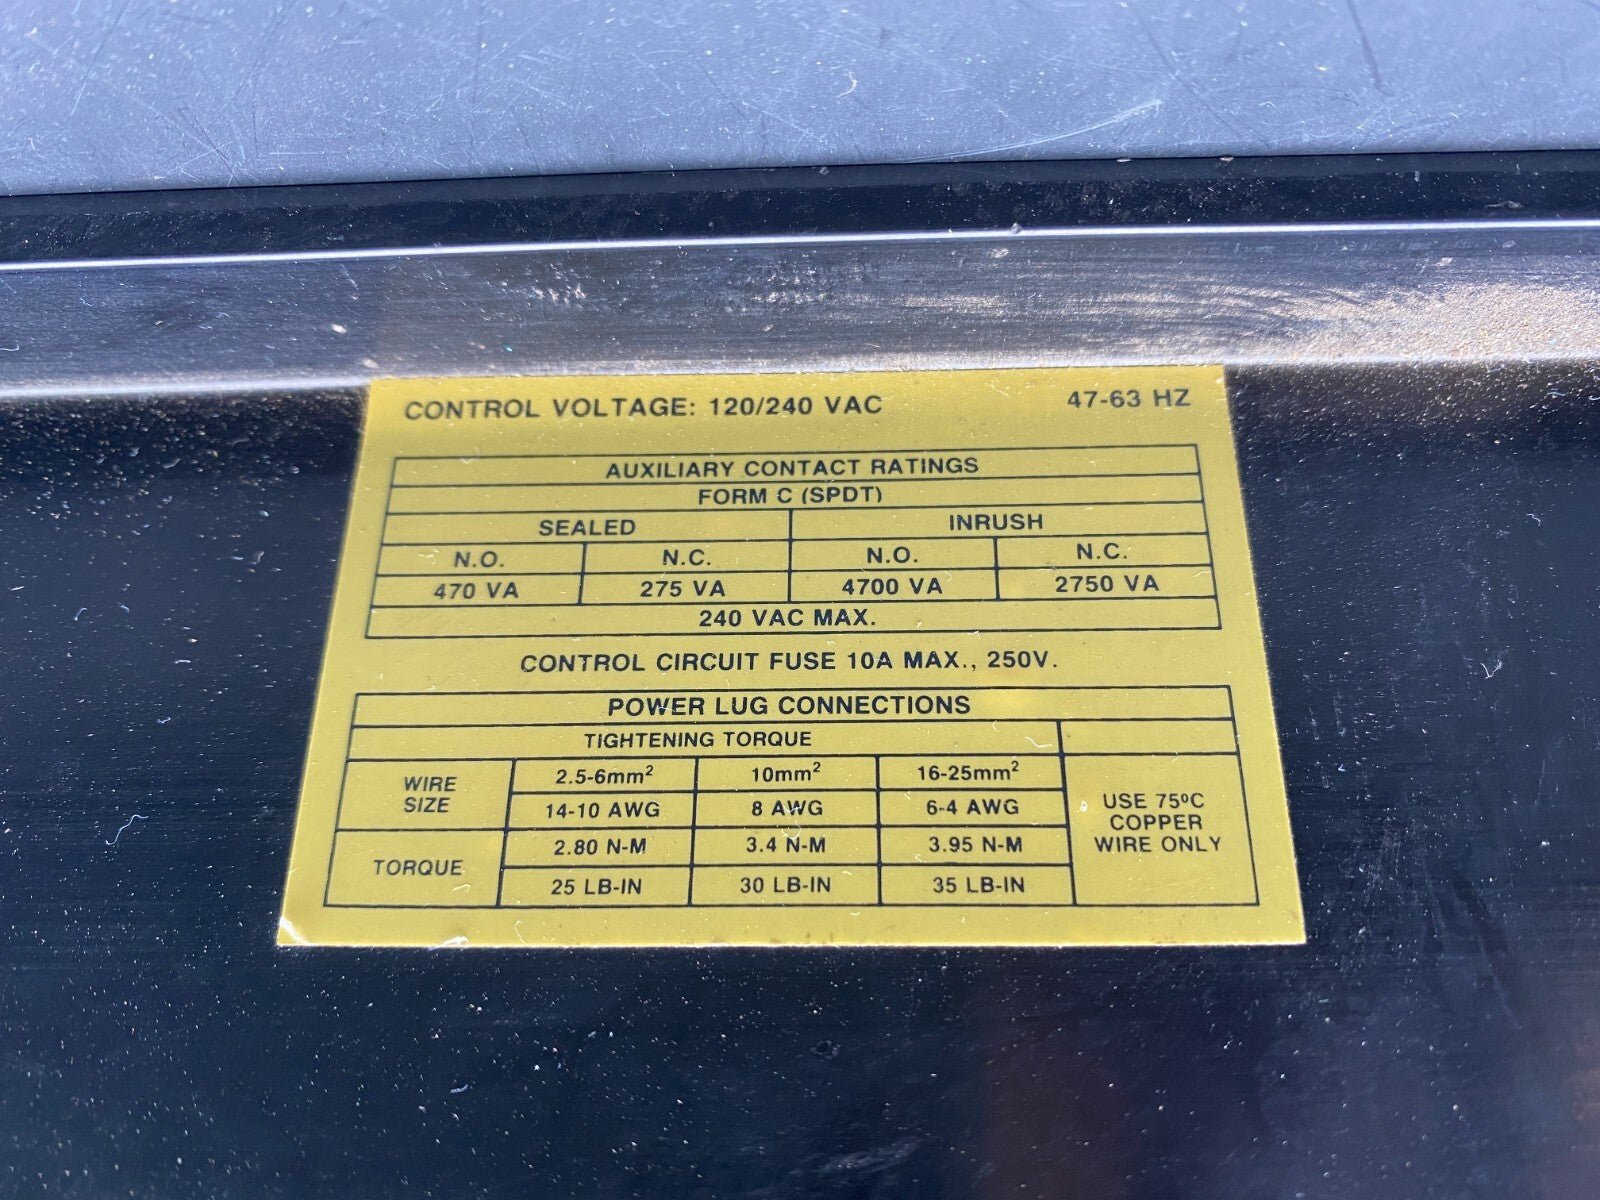 CONTROL VOLTAGE: 120/240 VAC 47-63 HZ
AUXILIARY CONTACT RATINGS
FORM C (SPDT)
SEALED INRUSH
N.O. N.C. N.O. N.C.
470 VA 275 VA 4700 VA 2750 VA
240 VAC MAX.
CONTROL CIRCUIT FUSE 10A MAX., 250V.
POWER LUG CONNECTIONS
TIGHTENING TORQUE
WIRE SIZE 2.5-6mm² 10mm² 16-25mm²
14-10 AWG 8 AWG 6-4 AWG
TORQUE 2.80 N-M 3.4 N-M 3.95 N-M
25 LB-IN 30 LB-IN 35 LB-IN
USE 75ºC
COPPER
WIRE ONLY